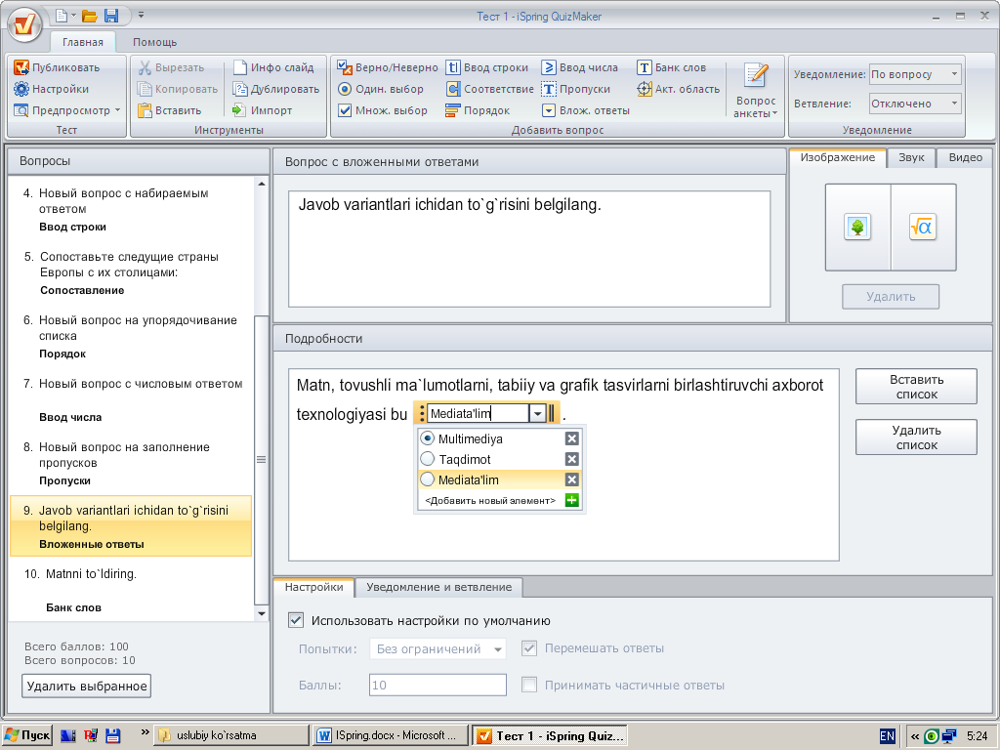 Тест 1 - iSpring QuizMaker
Главная
Помощь
Публиковать
Настройки
Предпросмотр
Тест
Вырезать
Копировать
Вставить
Инфо слайд
Дублировать
Импорт
Инструменты
Верно/Неверно
Один. выбор
Множ. выбор
Ввод строки
Соответствие
Порядок
Ввод числа
Пропуски
Влож. ответы
Банк слов
Акт. область
Вопрос
анкеты
Добавить вопрос
Уведомление: По вопросу
Ветвление: Отключено
Уведомление
Вопросы
4. Новый вопрос с набираемым
ответом
Ввод строки
5. Сопоставьте следущие страны
Европы с их столицами:
Сопоставление
6. Новый вопрос на упорядочивание
списка
Порядок
7. Новый вопрос с числовым ответом
Ввод числа
8. Новый вопрос на заполнение
пропусков
Пропуски
9. Javob variantlari ichidan to`g`risini
belgilang.
Вложенные ответы
10. Matnni to`ldiring.
Банк слов
Всего баллов: 100
Всего вопросов: 10
Удалить выбранное
Вопрос с вложенными ответами
Javob variantlari ichidan to`g`risini belgilang.
Изображение
Звук
Видео
√α
Удалить
Подробности
Matn, tovushli ma`lumotlarni, tabiiy va grafik tasvirlarni birlashtiruvchi axborot
texnologiyasi bu Mediata'lim .
Multimediya
Taqdimot
Mediata'lim
<Добавить новый элемент>
Вставить
список
Удалить
список
Настройки
Уведомление и ветвление
Использовать настройки по умолчанию
Попытки: Без ограничений
Перемешать ответы
Баллы: 10
Принимать частичные ответы
Пуск
»
uslubiy ko`rsatma
ISpring.docx - Microsoft ...
Тест 1 - iSpring Quiz...
EN
«
5:24